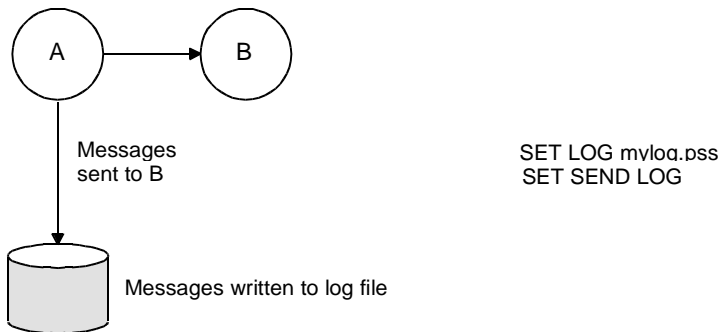 A
B
Messages
sent to B
SET LOG mylog.pss
SET SEND LOG
Messages written to log file